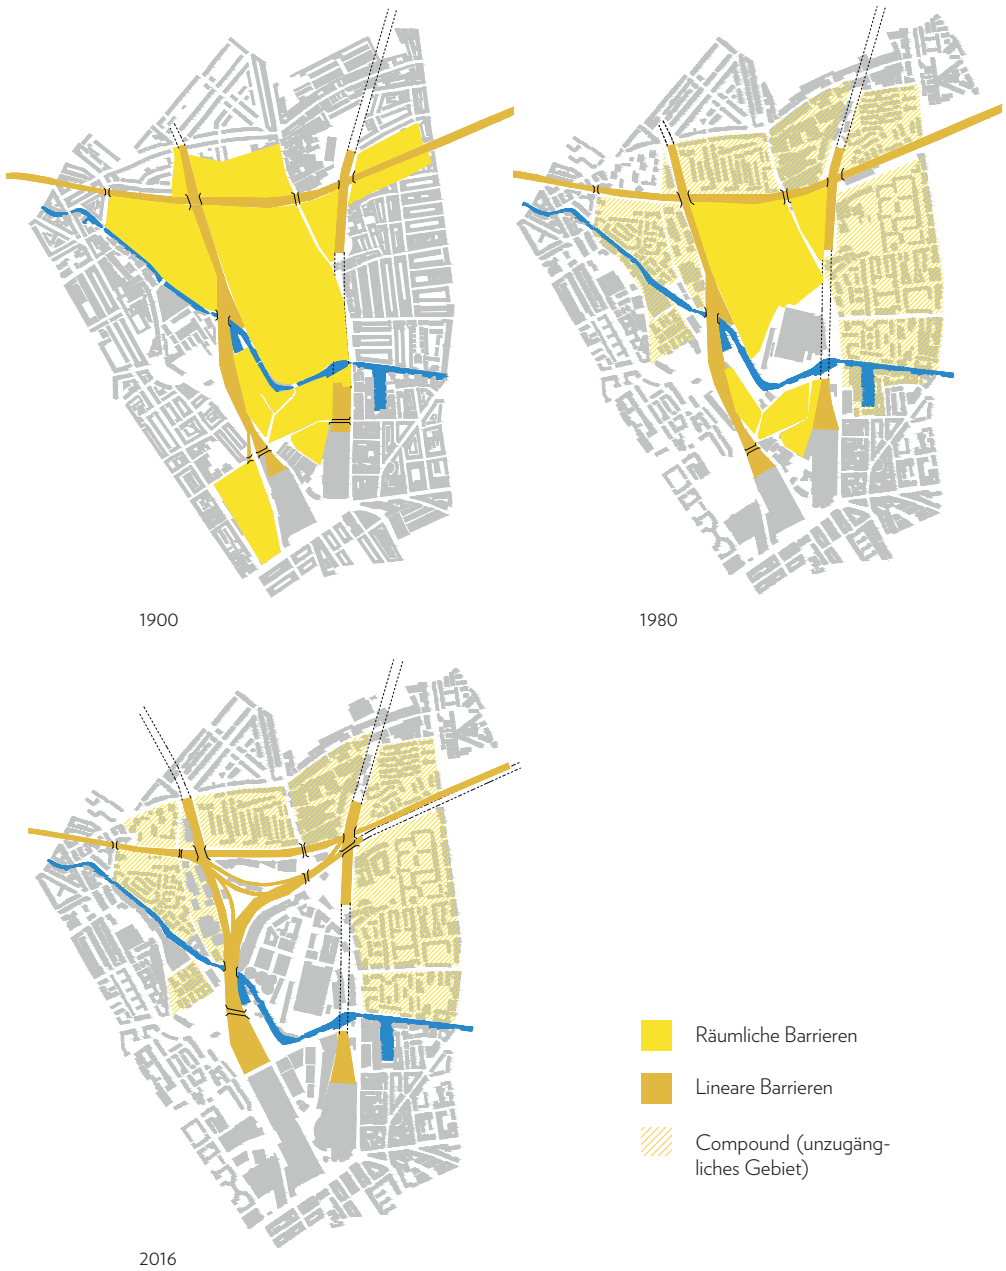 1900
1980
2016
Räumliche Barrieren
Lineare Barrieren
Compound (unzugäng-
liches Gebiet)